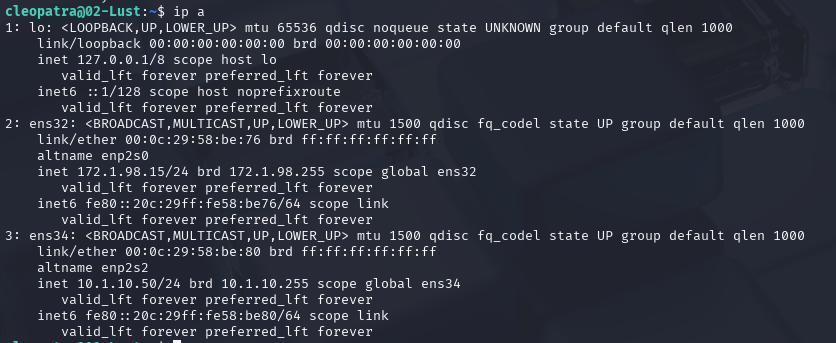 cleopatra@02-Lust:~$ ip a
1: lo: <LOOPBACK,UP,LOWER_UP> mtu 65536 qdisc noqueue state UNKNOWN group default qlen 1000
    link/loopback 00:00:00:00:00:00 brd 00:00:00:00:00:00
    inet 127.0.0.1/8 scope host lo
       valid_lft forever preferred_lft forever
    inet6 ::1/128 scope host noprefixroute
       valid_lft forever preferred_lft forever
2: ens32: <BROADCAST,MULTICAST,UP,LOWER_UP> mtu 1500 qdisc fq_codel state UP group default qlen 1000
    link/ether 00:0c:29:58:be:76 brd ff:ff:ff:ff:ff:ff
    altname enp2s0
    inet 172.1.98.15/24 brd 172.1.98.255 scope global ens32
       valid_lft forever preferred_lft forever
    inet6 fe80::20c:29ff:fe58:be76/64 scope link
       valid_lft forever preferred_lft forever
3: ens34: <BROADCAST,MULTICAST,UP,LOWER_UP> mtu 1500 qdisc fq_codel state UP group default qlen 1000
    link/ether 00:0c:29:58:be:80 brd ff:ff:ff:ff:ff:ff
    altname enp2s2
    inet 10.1.10.50/24 brd 10.1.10.255 scope global ens34
       valid_lft forever preferred_lft forever
    inet6 fe80::20c:29ff:fe58:be80/64 scope link
       valid_lft forever preferred_lft forever